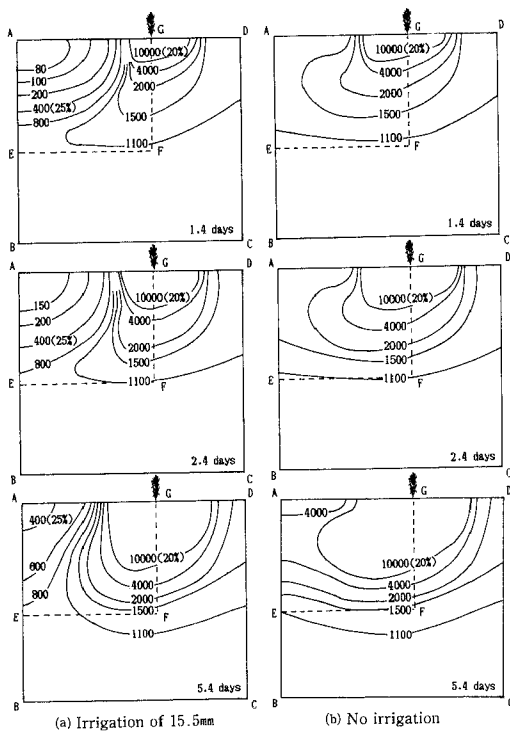 G
A
D
10000(20%)
4000
2000
1500
1100
80
100
200
400(25%)
800
E
F
1.4 days
B
C
G
A
D
10000(20%)
4000
2000
1500
1100
E
F
1.4 days
B
C
G
A
D
10000(20%)
4000
2000
1500
1100
150
200
400(25%)
800
E
F
2.4 days
B
C
G
A
D
10000(20%)
4000
2000
1500
1100
E
F
2.4 days
B
C
G
A
D
400(25%)
600
800
10000(20%)
4000
2000
1500
1100
E
F
5.4 days
B
C
G
A
D
4000
10000(20%)
4000
2000
1500
1100
E
F
5.4 days
B
C
(a) Irrigation of 15.5mm
(b) No irrigation